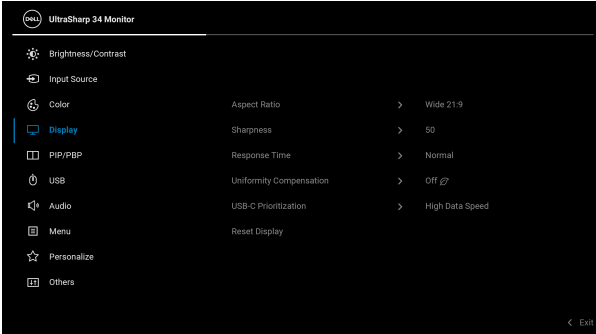 DELL UltraSharp 34 Monitor
Brightness/Contrast
Input Source
Color Aspect Ratio Wide 21:9
Display Sharpness 50
PIP/PBP Response Time Normal
USB Uniformity Compensation Off
Audio USB-C Prioritization High Data Speed
Menu Reset Display
Personalize
Others
Exit